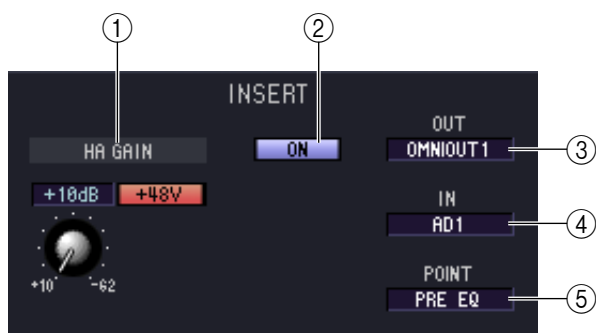 ① ②
INSERT
OUT
HA GAIN ON OMNIOUT1 ③
+10dB +48V IN
AD1 ④
+10 -62 POINT
PRE EQ ⑤